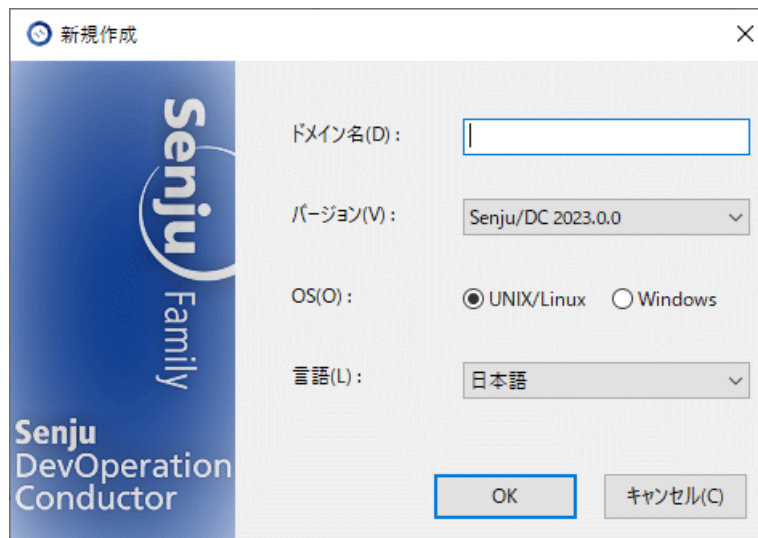 新規作成
Senju Family
Senju
DevOperation
Conductor
ドメイン名(D) :
バージョン(V) :
Senju/DC 2023.0.0
OS(O) :
UNIX/Linux
Windows
言語(L) :
日本語
OK
キャンセル(C)